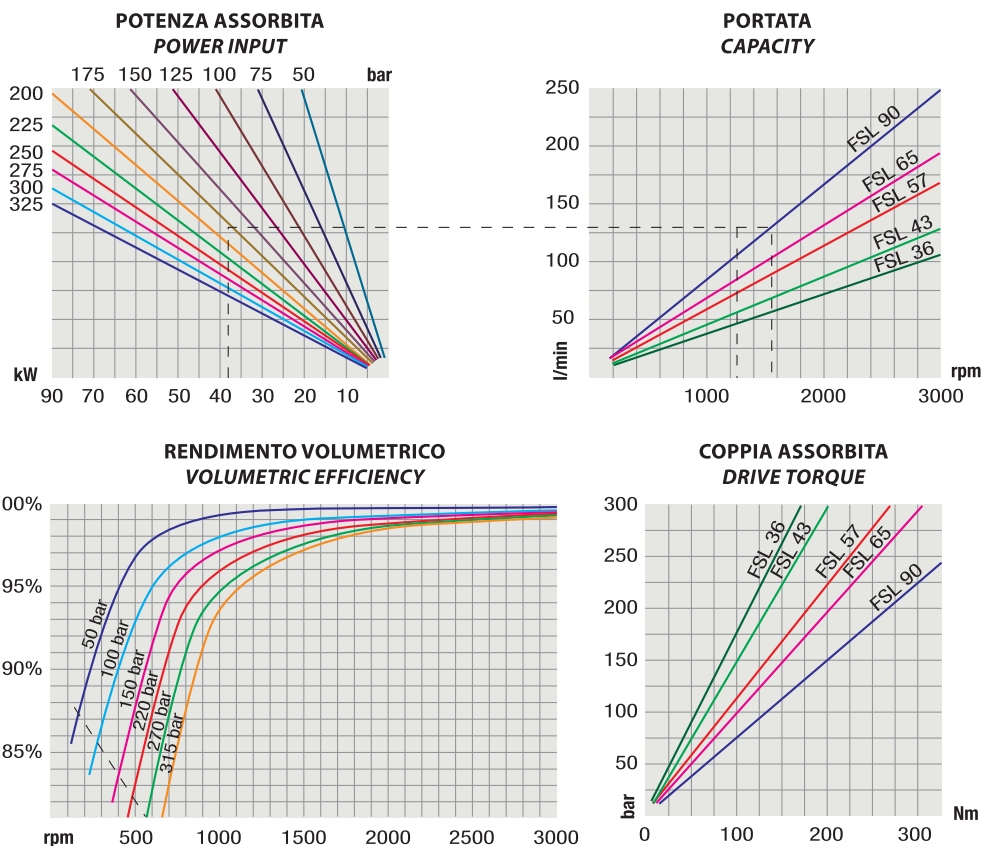 POTENZA ASSORBITA
POWER INPUT
175 150 125 100 75 50 bar
200
225
250
275
300
325
kW
90 70 60 50 40 30 20 10
PORTATA
CAPACITY
250
200
150
100
50
l/min
FSL 90
FSL 65
FSL 57
FSL 43
FSL 36
rpm
1000 2000 3000
RENDIMENTO VOLUMETRICO
VOLUMETRIC EFFICIENCY
00%
95%
90%
85%
50 bar
100 bar
150 bar
220 bar
270 bar
315 bar
rpm 500 1000 1500 2000 2500 3000
COPPIA ASSORBITA
DRIVE TORQUE
300
250
200
150
100
50
bar
FSL 36
FSL 43
FSL 57
FSL 65
FSL 90
0 100 200 300 Nm